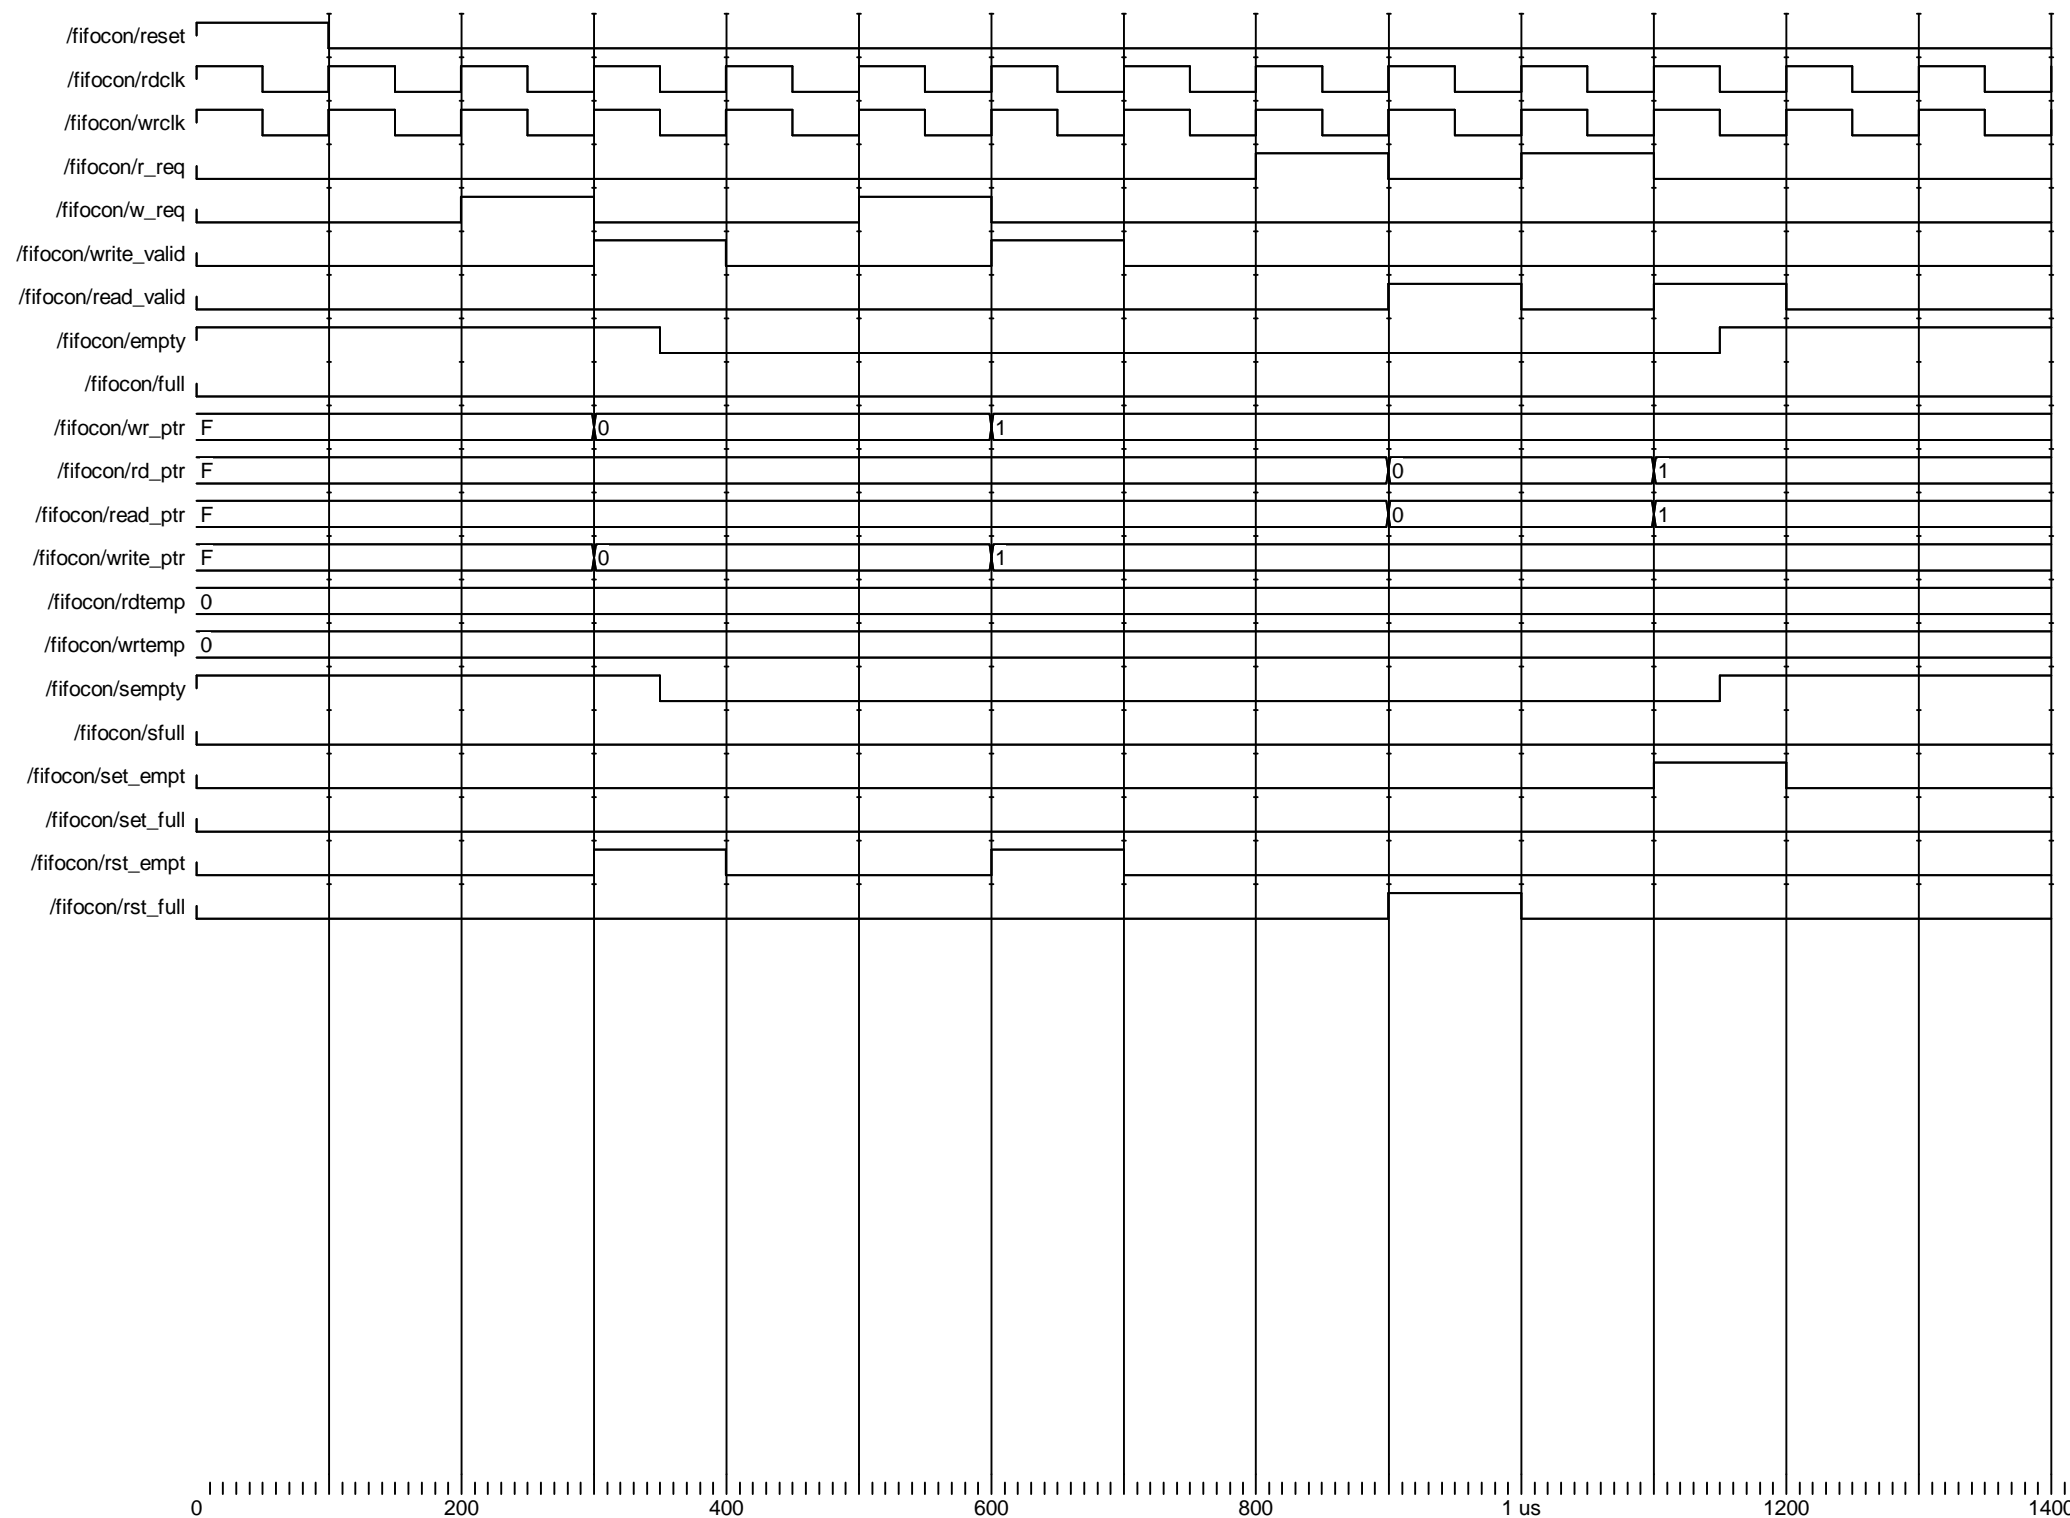 /fifocon/reset
/fifocon/rdclk
/fifocon/wrclk
/fifocon/r_req
/fifocon/w_req
/fifocon/write_valid
/fifocon/read_valid
/fifocon/empty
/fifocon/full
/fifocon/wr_ptr F 0 1
/fifocon/rd_ptr F 0 1
/fifocon/read_ptr F 0 1
/fifocon/write_ptr F 0 1
/fifocon/rdtemp 0
/fifocon/wrtemp 0
/fifocon/sempty
/fifocon/sfull
/fifocon/set_empt
/fifocon/set_full
/fifocon/rst_empt
/fifocon/rst_full
0 200 400 600 800 1 us 1200 1400